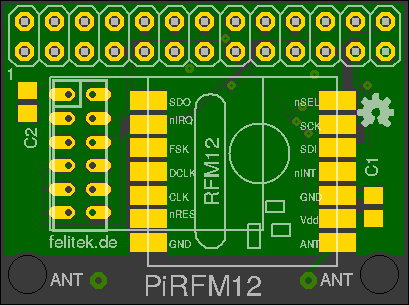 1
SDO
nSEL
nIRQ
SCK
C2
FSK
RFM12
SDI
DCLK
nINT
C1
CLK
GND
nRES
Vdd
felitek.de
GND
ANT
ANT
PiRFM12
ANT